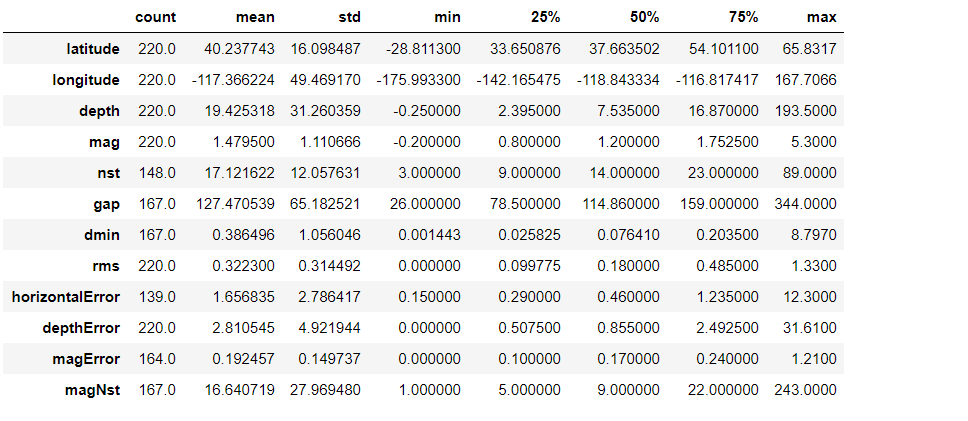 count mean std min 25% 50% 75% max
latitude 220.0 40.237743 16.098487 -28.811300 33.650876 37.663502 54.101100 65.8317
longitude 220.0 -117.366224 49.469170 -175.993300 -142.165475 -118.843334 -116.817417 167.7066
depth 220.0 19.425318 31.260359 -0.250000 2.395000 7.535000 16.870000 193.5000
mag 220.0 1.479500 1.110666 -0.200000 0.800000 1.200000 1.752500 5.3000
nst 148.0 17.121622 12.057631 3.000000 9.000000 14.000000 23.000000 89.0000
gap 167.0 127.470539 65.182521 26.000000 78.500000 114.860000 159.000000 344.0000
dmin 167.0 0.386496 1.056046 0.001443 0.025825 0.076410 0.203500 8.7970
rms 220.0 0.322300 0.314492 0.000000 0.099775 0.180000 0.485000 1.3300
horizontalError 139.0 1.656835 2.786417 0.150000 0.290000 0.460000 1.235000 12.3000
depthError 220.0 2.810545 4.921944 0.000000 0.507500 0.855000 2.492500 31.6100
magError 164.0 0.192457 0.149737 0.000000 0.100000 0.170000 0.240000 1.2100
magNst 167.0 16.640719 27.969480 1.000000 5.000000 9.000000 22.000000 243.0000